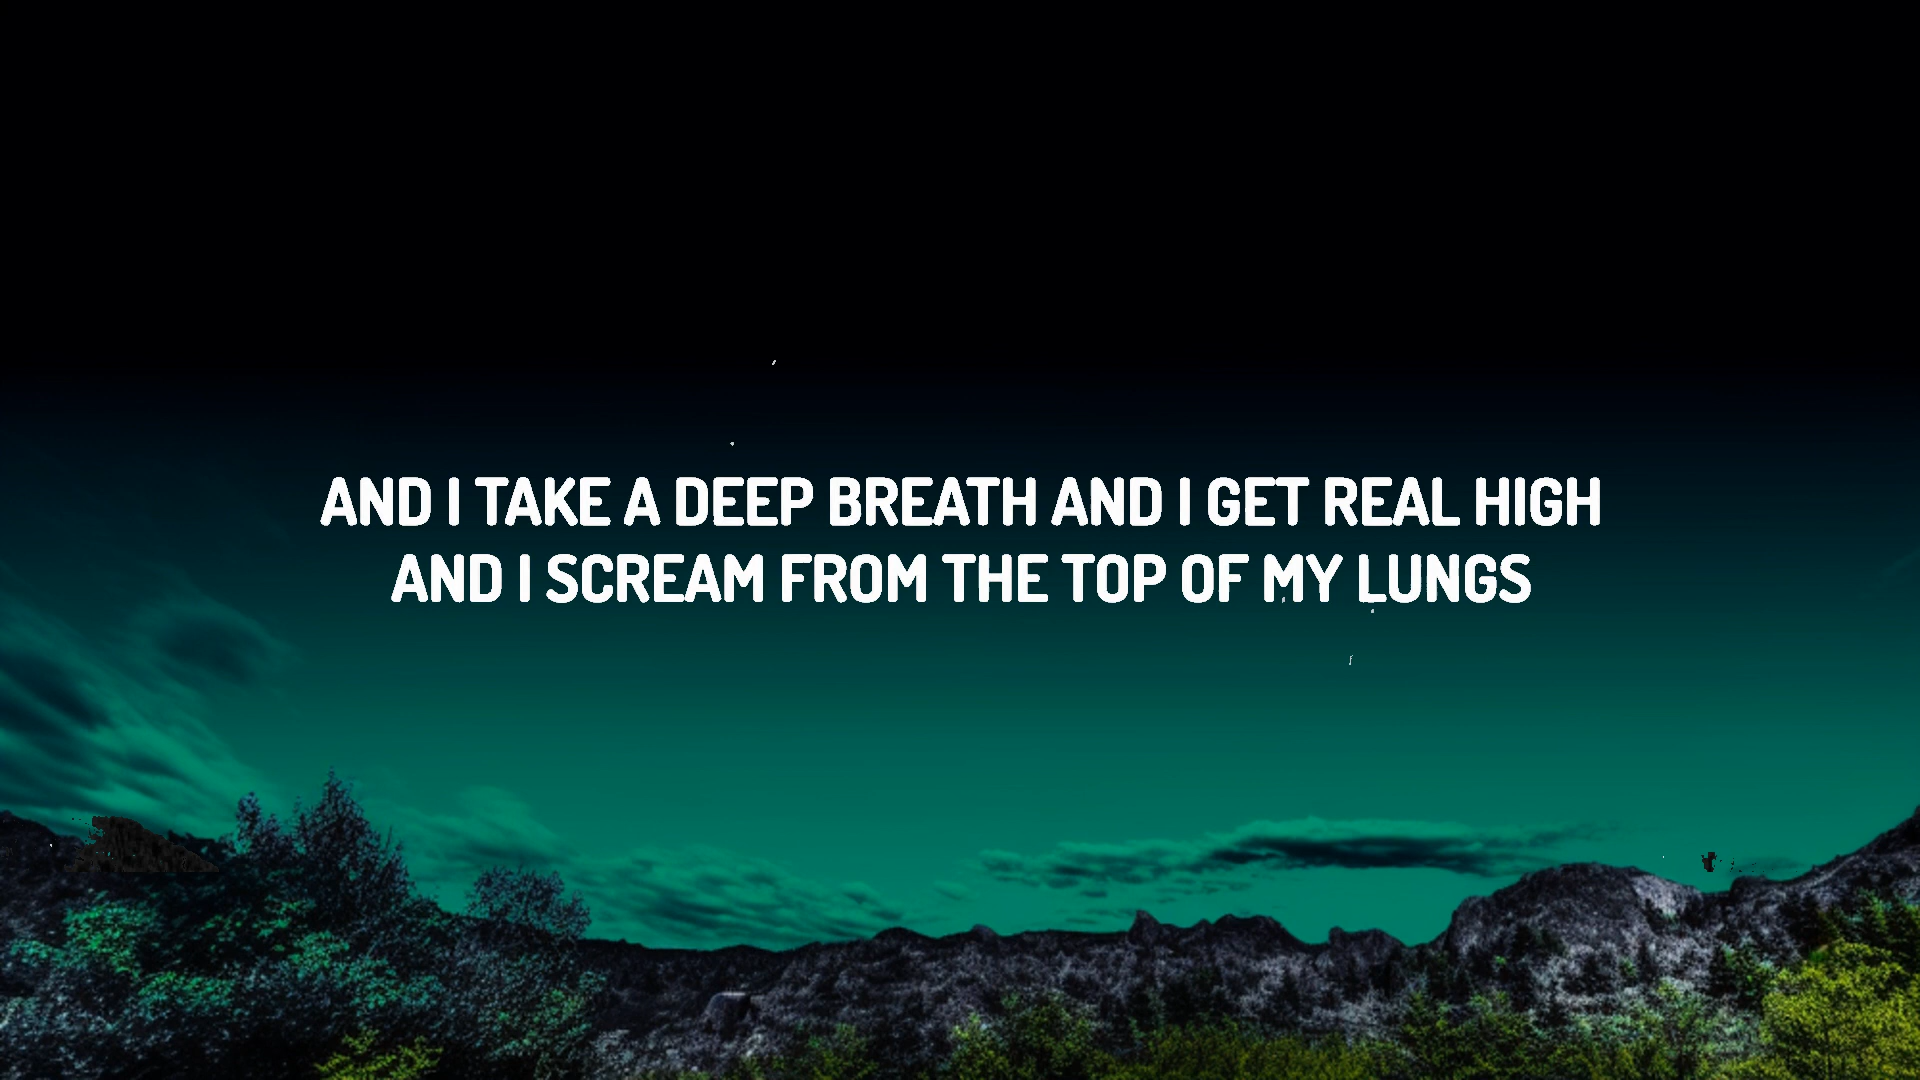 AND I TAKE A DEEP BREATH AND I GET REAL HIGH
AND I SCREAM FROM THE TOP OF MY LUNGS